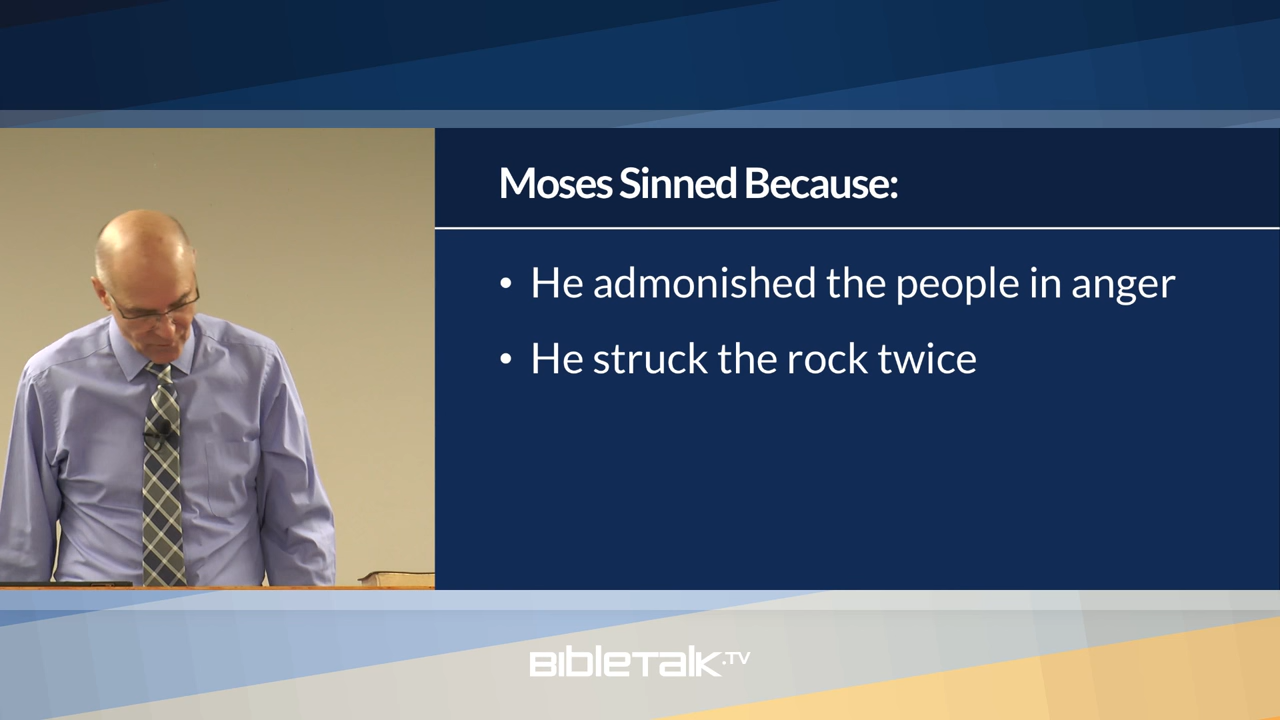 Moses Sinned Because:
• He admonished the people in anger
• He struck the rock twice
BibleTalk.TV